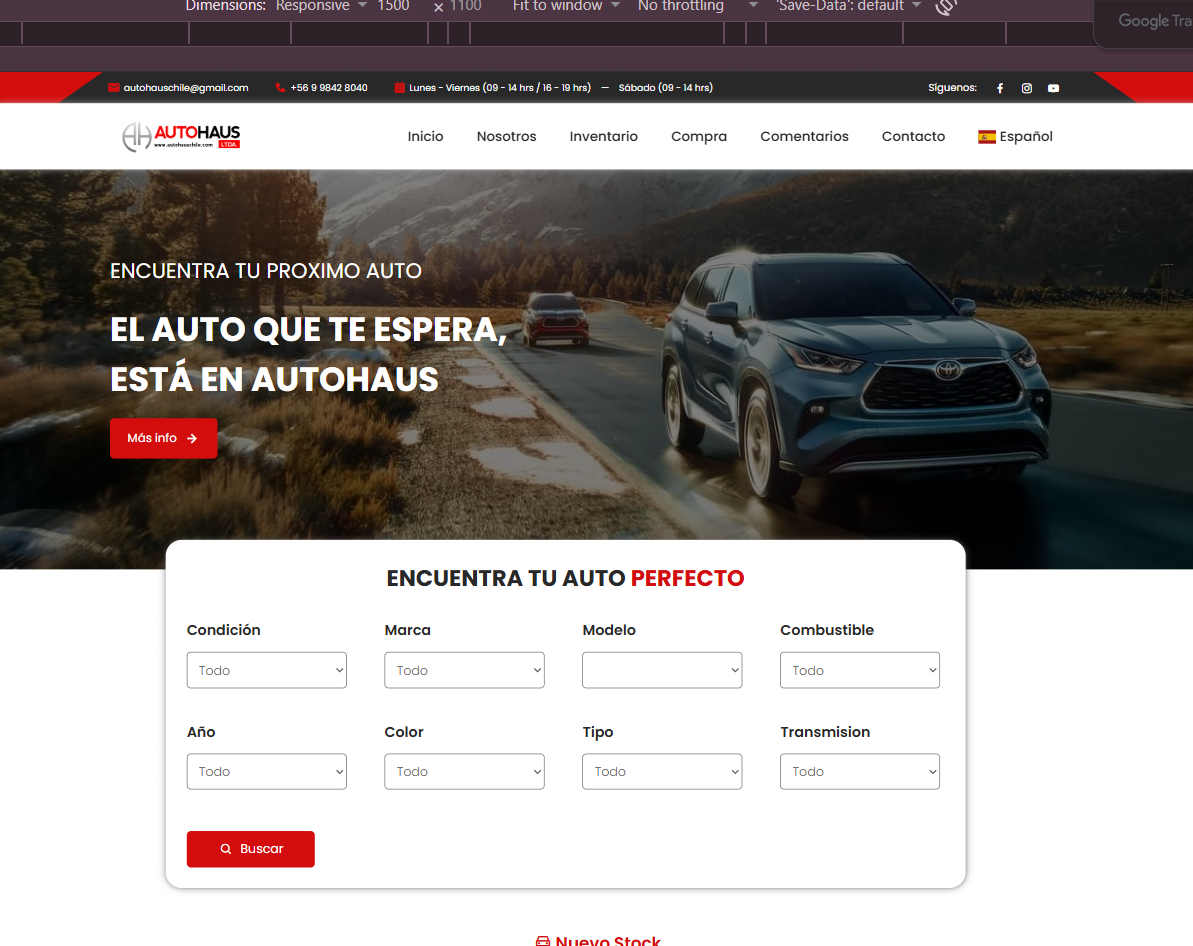 Dimensions: Responsive 1500 × 1100 Fit to window No throttling 'Save-Data': default
Google Tra
autohauschile@gmail.com +56 9 9842 8040 Lunes - Viernes (09 - 14 hrs / 16 - 19 hrs) — Sábado (09 - 14 hrs) Síguenos:
AUTOHAUS
www.autohauschile.com LTDA
Inicio Nosotros Inventario Compra Comentarios Contacto Español
ENCUENTRA TU PROXIMO AUTO
EL AUTO QUE TE ESPERA,
ESTÁ EN AUTOHAUS
Más info
ENCUENTRA TU AUTO PERFECTO
Condición Marca Modelo Combustible
Todo Todo Todo
Año Color Tipo Transmision
Todo Todo Todo Todo
Buscar
Nuevo Stock